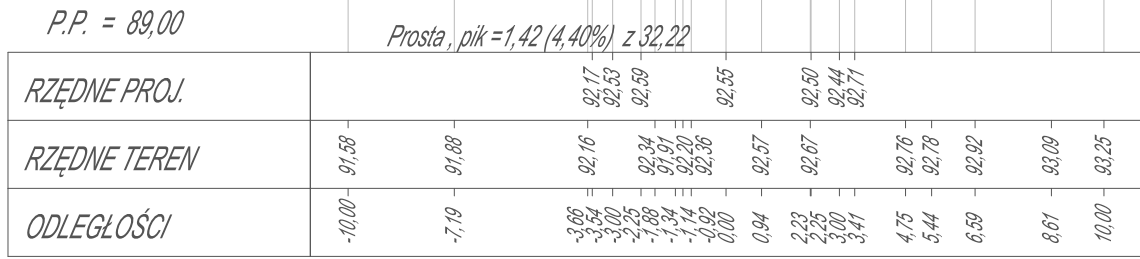 P.P. = 89,00
Prosta , pik =1,42 (4,40%) z 32,22
RZĘDNE PROJ. 92,17 92,53 92,59 92,55 92,50 92,44 92,71
RZĘDNE TEREN 91,58 91,88 92,16 92,34 91,91 92,20 92,36 92,57 92,67 92,76 92,78 92,92 93,09 93,25
ODLEGŁOŚCI -10,00 -7,19 -3,66 -3,54 -3,00 -2,25 -1,88 -1,34 -1,14 -0,92 0,00 0,94 2,23 2,25 3,00 3,41 4,75 5,44 6,59 8,61 10,00